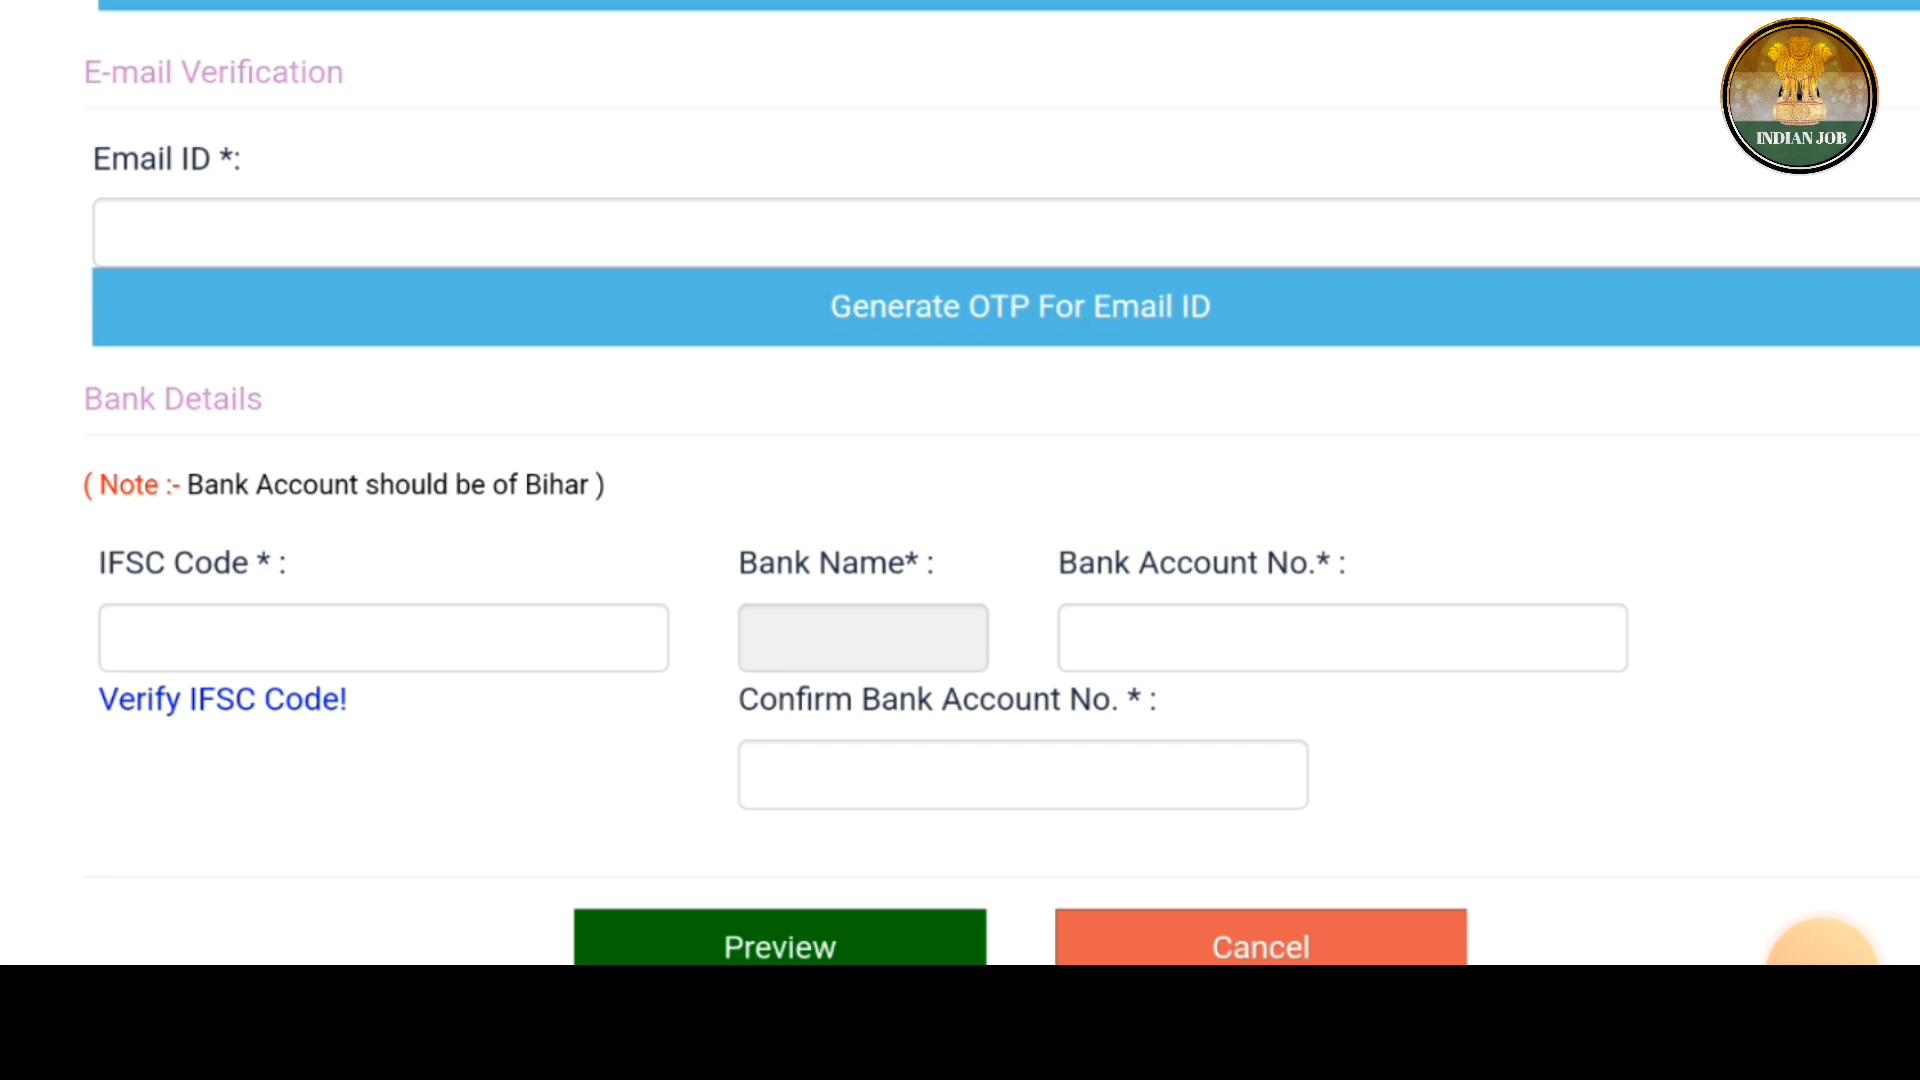 E-mail Verification
INDIAN JOB
Email ID *:
Generate OTP For Email ID
Bank Details
( Note :- Bank Account should be of Bihar )
IFSC Code * :
Bank Name* :
Bank Account No.* :
Verify IFSC Code!
Confirm Bank Account No. * :
Preview
Cancel